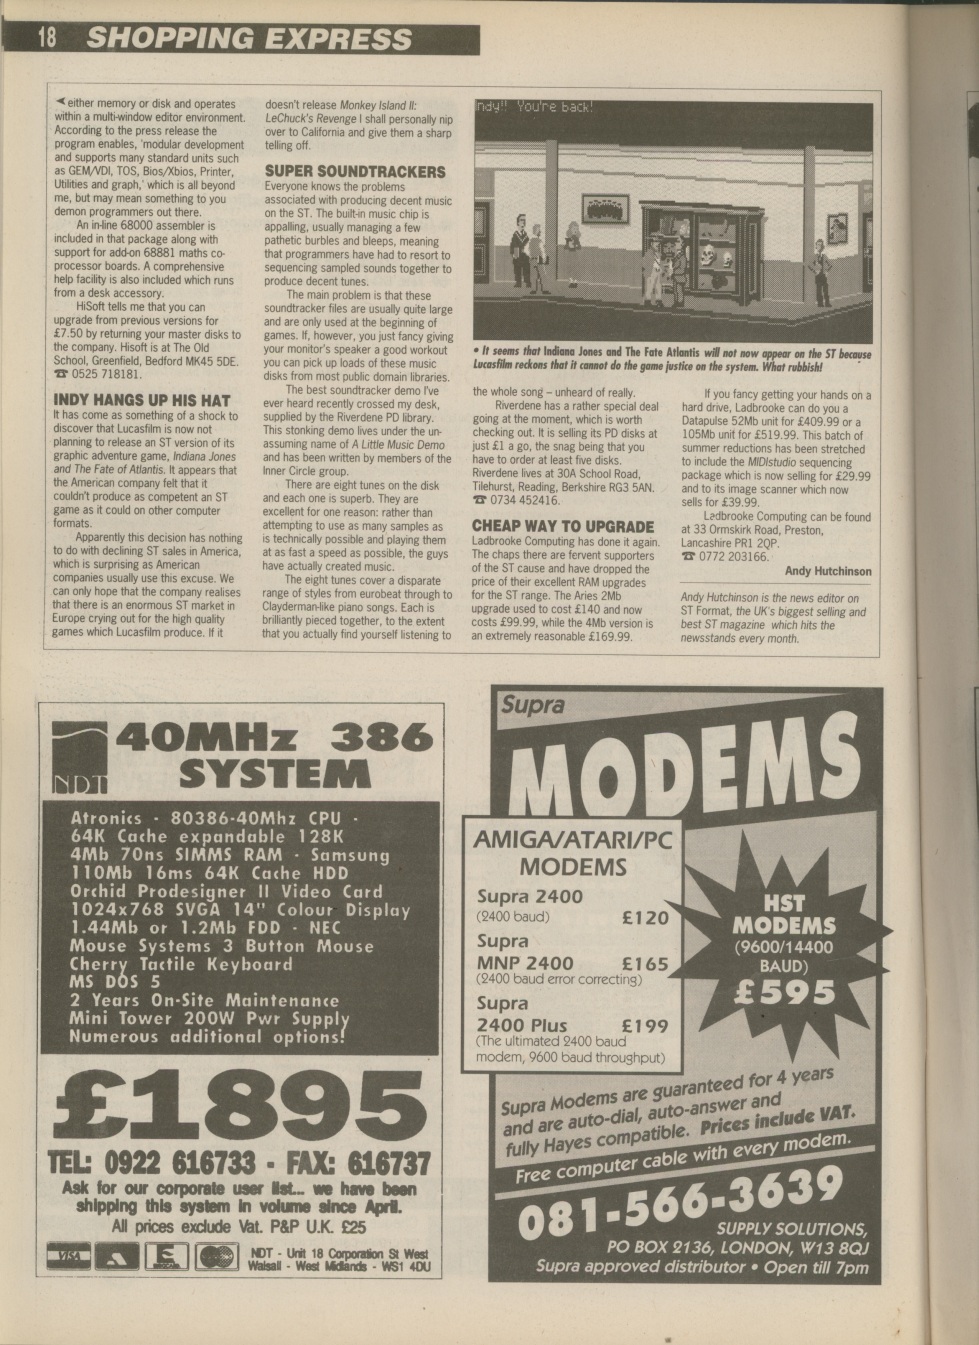 18 SHOPPING EXPRESS
◄ either memory or disk and operates
within a multi-window editor environment.
According to the press release the
program enables, 'modular development
and supports many standard units such
as GEM/VDI, TOS, Bios/Xbios, Printer,
Utilities and graph,' which is all beyond
me, but may mean something to you
demon programmers out there.
An in-line 68000 assembler is
included in that package along with
support for add-on 68881 maths co-
processor boards. A comprehensive
help facility is also included which runs
from a desk accessory.
HiSoft tells me that you can
upgrade from previous versions for
£7.50 by returning your master disks to
the company. Hisoft is at The Old
School, Greenfield, Bedford MK45 5DE.
☎ 0525 718181.
INDY HANGS UP HIS HAT
It has come as something of a shock to
discover that Lucasfilm is now not
planning to release an ST version of its
graphic adventure game, Indiana Jones
and The Fate of Atlantis. It appears that
the American company felt that it
couldn't produce as competent an ST
game as it could on other computer
formats.
Apparently this decision has nothing
to do with declining ST sales in America,
which is surprising as American
companies usually use this excuse. We
can only hope that the company realises
that there is an enormous ST market in
Europe crying out for the high quality
games which Lucasfilm produce. If it
doesn't release Monkey Island II:
LeChuck's Revenge I shall personally nip
over to California and give them a sharp
telling off.
SUPER SOUNDTRACKERS
Everyone knows the problems
associated with producing decent music
on the ST. The built-in music chip is
appalling, usually managing a few
pathetic burbles and bleeps, meaning
that programmers have had to resort to
sequencing sampled sounds together to
produce decent tunes.
The main problem is that these
soundtracker files are usually quite large
and are only used at the beginning of
games. If, however, you just fancy giving
your monitor's speaker a good workout
you can pick up loads of these music
disks from most public domain libraries.
The best soundtracker demo I've
ever heard recently crossed my desk,
supplied by the Riverdene PD library.
This stonking demo lives under the un-
assuming name of A Little Music Demo
and has been written by members of the
Inner Circle group.
There are eight tunes on the disk
and each one is superb. They are
excellent for one reason: rather than
attempting to use as many samples as
is technically possible and playing them
at as fast a speed as possible, the guys
have actually created music.
The eight tunes cover a disparate
range of styles from eurobeat through to
Clayderman-like piano songs. Each is
brilliantly pieced together, to the extent
that you actually find yourself listening to
Indy!! You're back!
• It seems that Indiana Jones and The Fate Atlantis will not now appear on the ST because
Lucasfilm reckons that it cannot do the game justice on the system. What rubbish!
the whole song – unheard of really.
Riverdene has a rather special deal
going at the moment, which is worth
checking out. It is selling its PD disks at
just £1 a go, the snag being that you
have to order at least five disks.
Riverdene lives at 30A School Road,
Tilehurst, Reading, Berkshire RG3 5AN.
☎ 0734 452416.
CHEAP WAY TO UPGRADE
Ladbrooke Computing has done it again.
The chaps there are fervent supporters
of the ST cause and have dropped the
price of their excellent RAM upgrades
for the ST range. The Aries 2Mb
upgrade used to cost £140 and now
costs £99.99, while the 4Mb version is
an extremely reasonable £169.99.
If you fancy getting your hands on a
hard drive, Ladbrooke can do you a
Datapulse 52Mb unit for £409.99 or a
105Mb unit for £519.99. This batch of
summer reductions has been stretched
to include the MIDIstudio sequencing
package which is now selling for £29.99
and to its image scanner which now
sells for £39.99.
Ladbrooke Computing can be found
at 33 Ormskirk Road, Preston,
Lancashire PR1 2QP.
☎ 0772 203166.
Andy Hutchinson
Andy Hutchinson is the news editor on
ST Format, the UK's biggest selling and
best ST magazine which hits the
newsstands every month.
NDT
40MHz 386
SYSTEM
Atronics - 80386-40Mhz CPU -
64K Cache expandable 128K
4Mb 70ns SIMMS RAM - Samsung
110Mb 16ms 64K Cache HDD
Orchid Prodesigner II Video Card
1024x768 SVGA 14" Colour Display
1.44Mb or 1.2Mb FDD - NEC
Mouse Systems 3 Button Mouse
Cherry Tactile Keyboard
MS DOS 5
2 Years On-Site Maintenance
Mini Tower 200W Pwr Supply
Numerous additional options!
£1895
TEL: 0922 616733 - FAX: 616737
Ask for our corporate user list... we have been
shipping this system in volume since April.
All prices exclude Vat. P&P U.K. £25
VISA
NDT - Unit 18 Corporation St West
Walsall - West Midlands - WS1 4DU
Supra
MODEMS
AMIGA/ATARI/PC
MODEMS
Supra 2400
(2400 baud) £120
Supra
MNP 2400 £165
(2400 baud error correcting)
Supra
2400 Plus £199
(The ultimated 2400 baud
modem, 9600 baud throughput)
HST
MODEMS
(9600/14400
BAUD)
£595
Supra Modems are guaranteed for 4 years
and are auto-dial, auto-answer and
fully Hayes compatible. Prices include VAT.
Free computer cable with every modem.
081-566-3639
SUPPLY SOLUTIONS,
PO BOX 2136, LONDON, W13 8QJ
Supra approved distributor • Open till 7pm